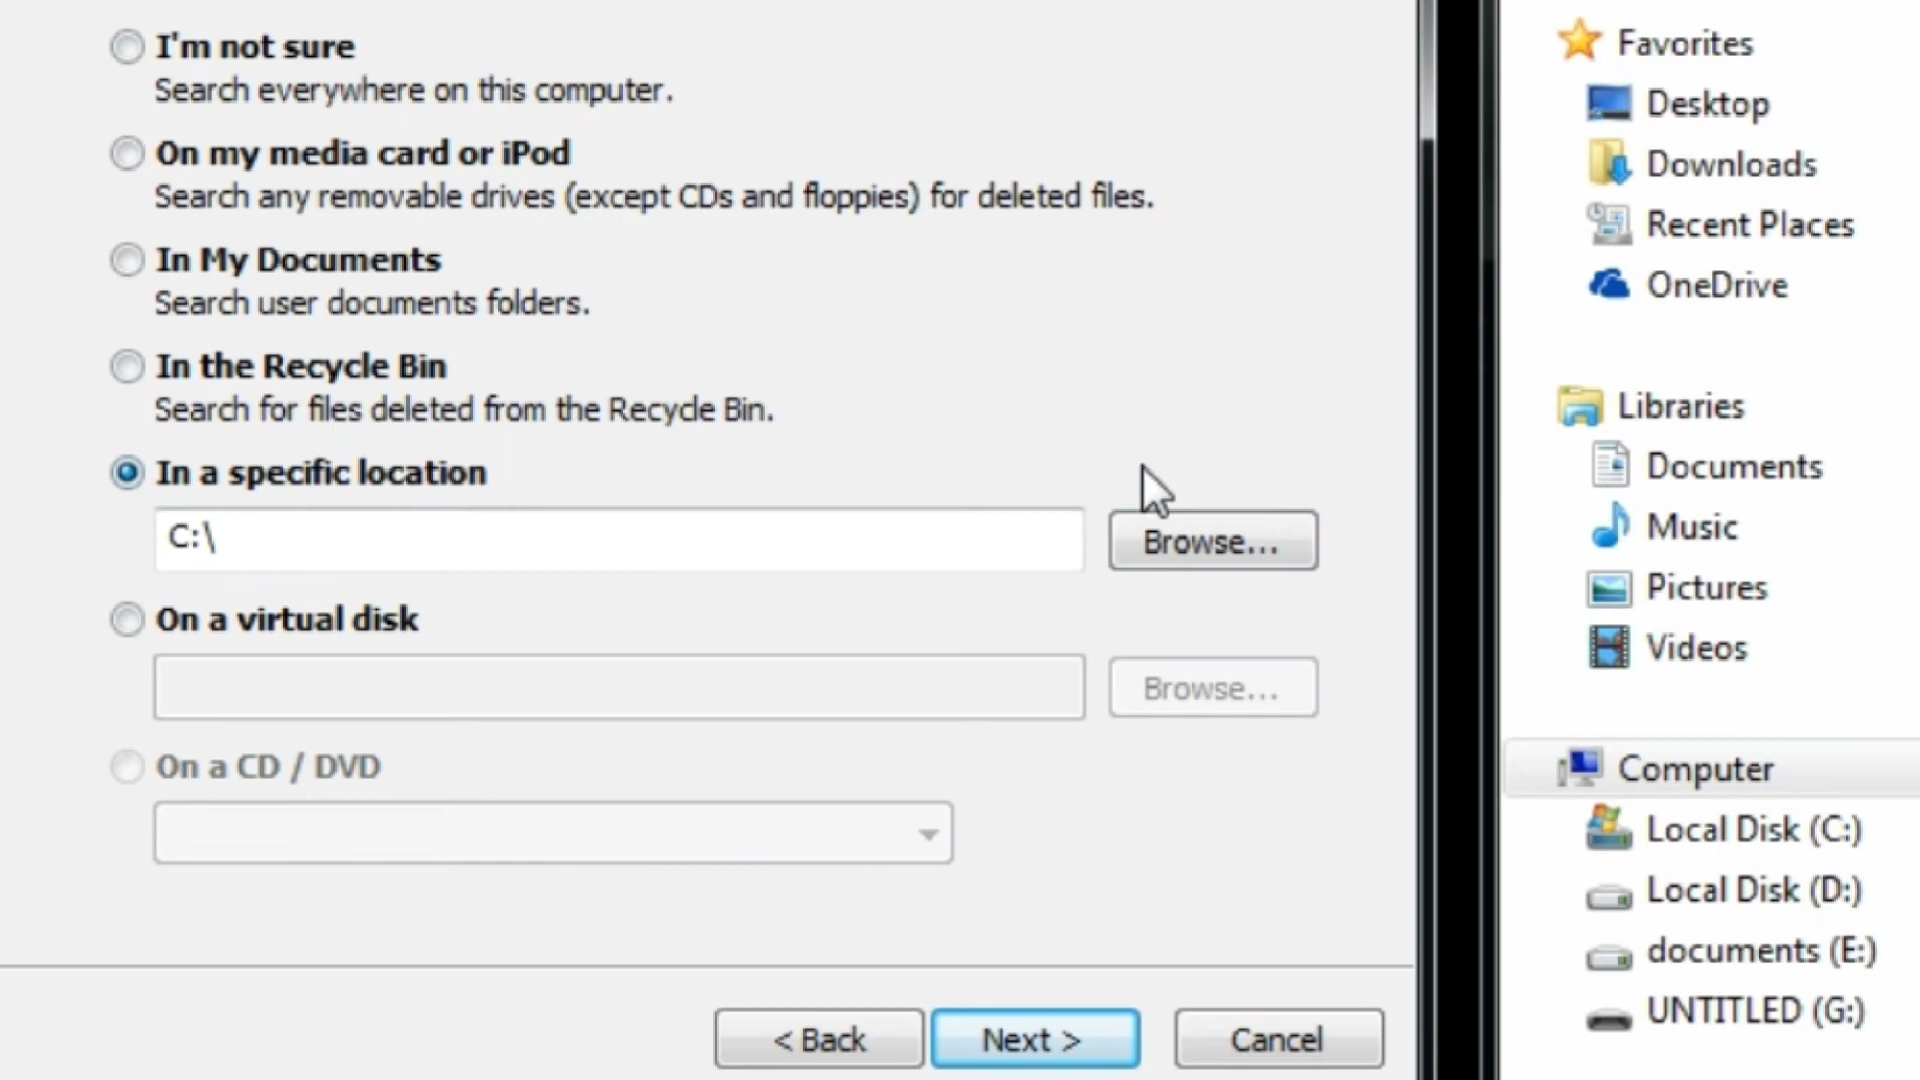 I'm not sure
Search everywhere on this computer.
On my media card or iPod
Search any removable drives (except CDs and floppies) for deleted files.
In My Documents
Search user documents folders.
In the Recycle Bin
Search for files deleted from the Recycle Bin.
In a specific location
C:\
Browse...
On a virtual disk
Browse...
On a CD / DVD
< Back
Next >
Cancel
Favorites
Desktop
Downloads
Recent Places
OneDrive
Libraries
Documents
Music
Pictures
Videos
Computer
Local Disk (C:)
Local Disk (D:)
documents (E:)
UNTITLED (G:)